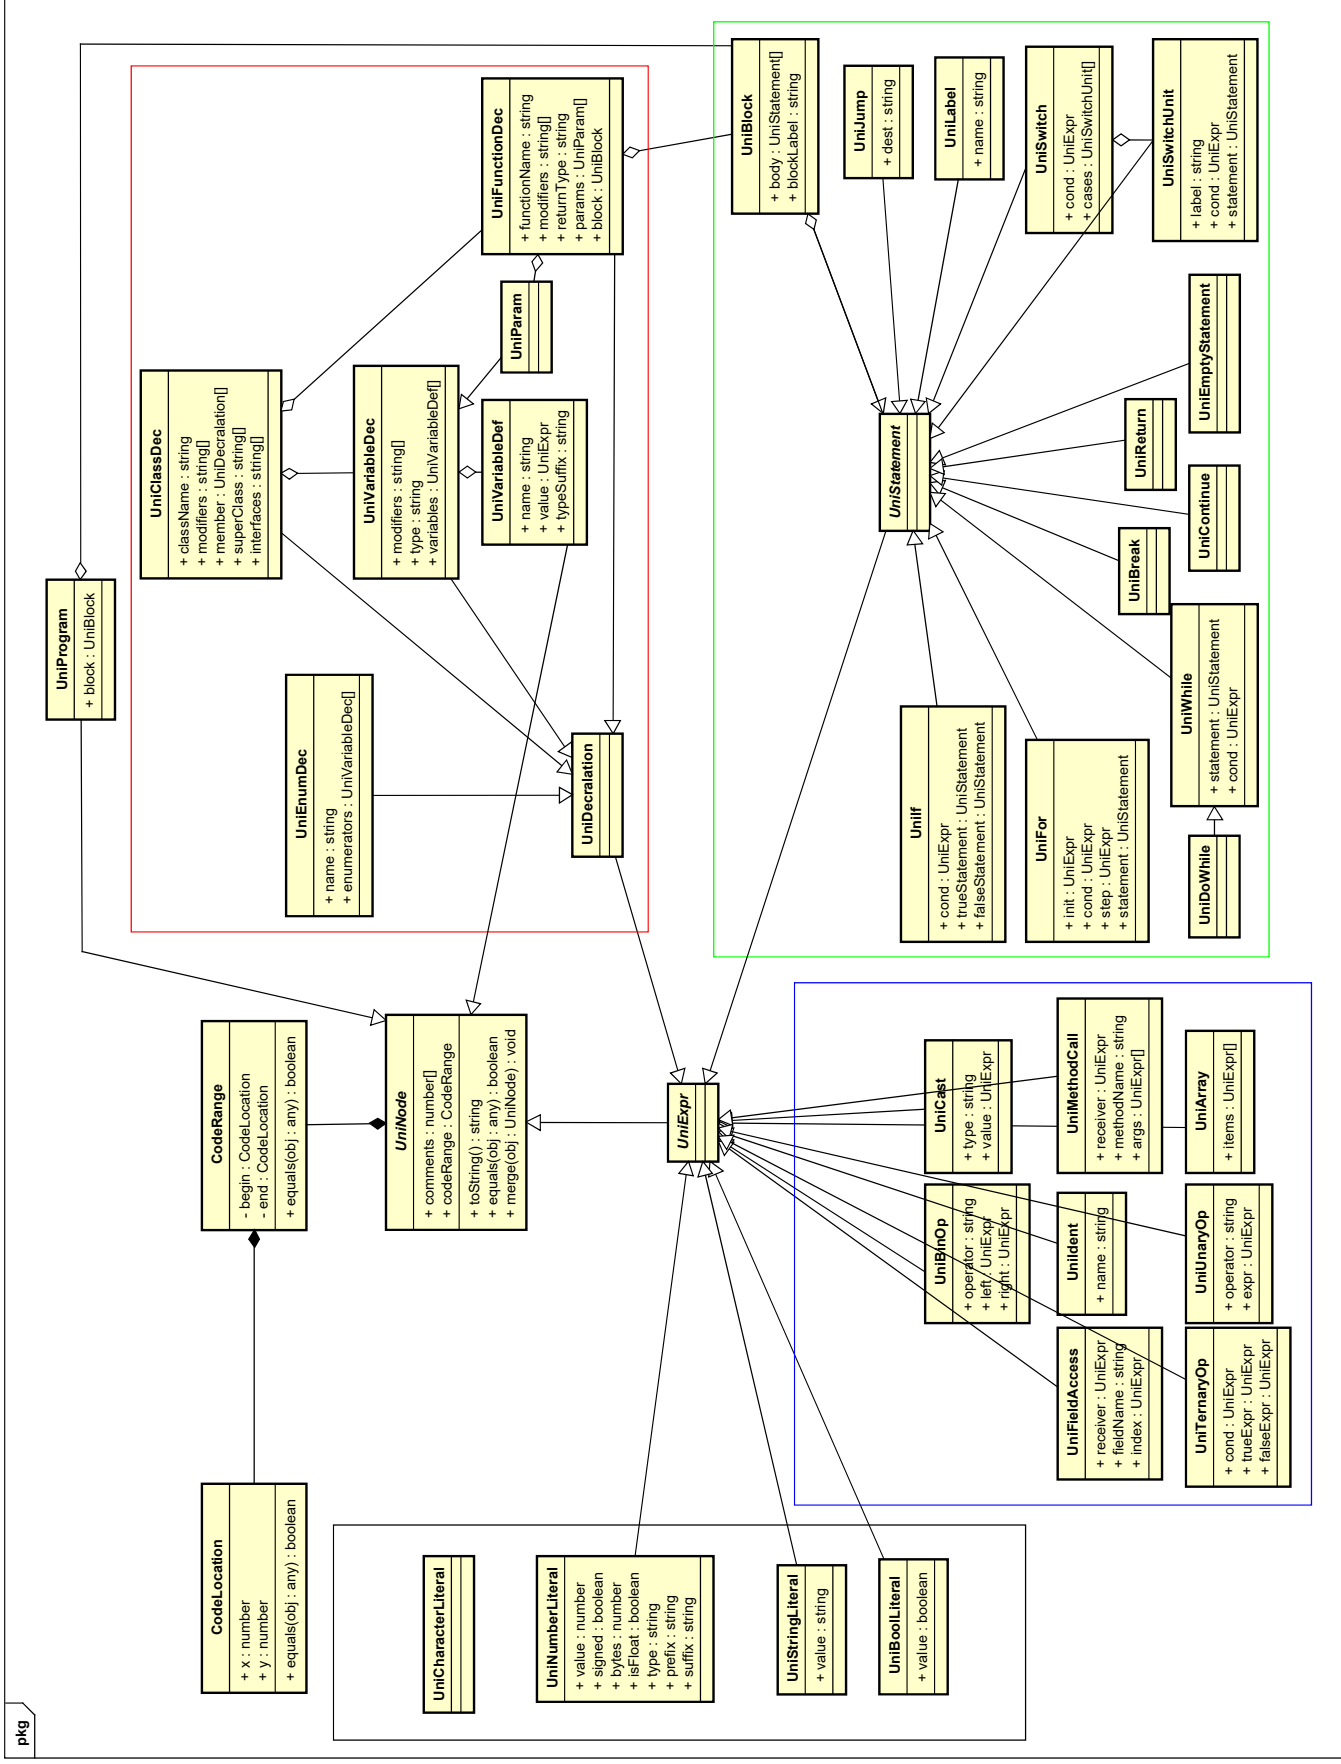 pkg
CodeLocation
+ x : number
+ y : number
+ equals(obj : any) : boolean
CodeRange
- begin : CodeLocation
- end : CodeLocation
+ equals(obj : any) : boolean
UniProgram
+ block : UniBlock
UniClassDec
+ className : string
+ modifiers : string[]
+ member : UniDecralation[]
+ superClass : string[]
+ interfaces : string[]
UniEnumDec
+ name : string
+ enumerators : UniVariableDec[]
UniVariableDec
+ modifiers : string[]
+ type : string
+ variables : UniVariableDef[]
UniFunctionDec
+ functionName : string
+ modifiers : string[]
+ returnType : string
+ params : UniParam[]
+ block : UniBlock
UniParam
UniVariableDef
+ name : string
+ value : UniExpr
+ typeSuffix : string
UniDecralation
UniNode
+ comments : number[]
+ codeRange : CodeRange
+ toString() : string
+ equals(obj : any) : boolean
+ merge(obj : UniNode) : void
UniCharacterLiteral
UniNumberLiteral
+ value : number
+ signed : boolean
+ bytes : number
+ isFloat : boolean
+ type : string
+ prefix : string
+ suffix : string
UniStringLiteral
+ value : string
UniBoolLiteral
+ value : boolean
UniExpr
UniBlock
+ body : UniStatement[]
+ blockLabel : string
UniJump
+ dest : string
UniLabel
+ name : string
UniSwitch
+ cond : UniExpr
+ cases : UniSwitchUnit[]
UniSwitchUnit
+ label : string
+ cond : UniExpr
+ statement : UniStatement
UniStatement
UniEmptyStatement
UniReturn
UniContinue
UniBreak
UniWhile
+ statement : UniStatement
+ cond : UniExpr
UniIf
+ cond : UniExpr
+ trueStatement : UniStatement
+ falseStatement : UniStatement
UniFor
+ init : UniExpr
+ cond : UniExpr
+ step : UniExpr
+ statement : UniStatement
UniDoWhile
UniCast
+ type : string
+ value : UniExpr
UniMethodCall
+ receiver : UniExpr
+ methodName : string
+ args : UniExpr[]
UniArray
+ items : UniExpr[]
UniBinOp
+ operator : string
+ left : UniExpr
+ right : UniExpr
UniIdent
+ name : string
UniUnaryOp
+ operator : string
+ expr : UniExpr
UniFieldAccess
+ receiver : UniExpr
+ fieldName : string
+ index : UniExpr
UniTernaryOp
+ cond : UniExpr
+ trueExpr : UniExpr
+ falseExpr : UniExpr